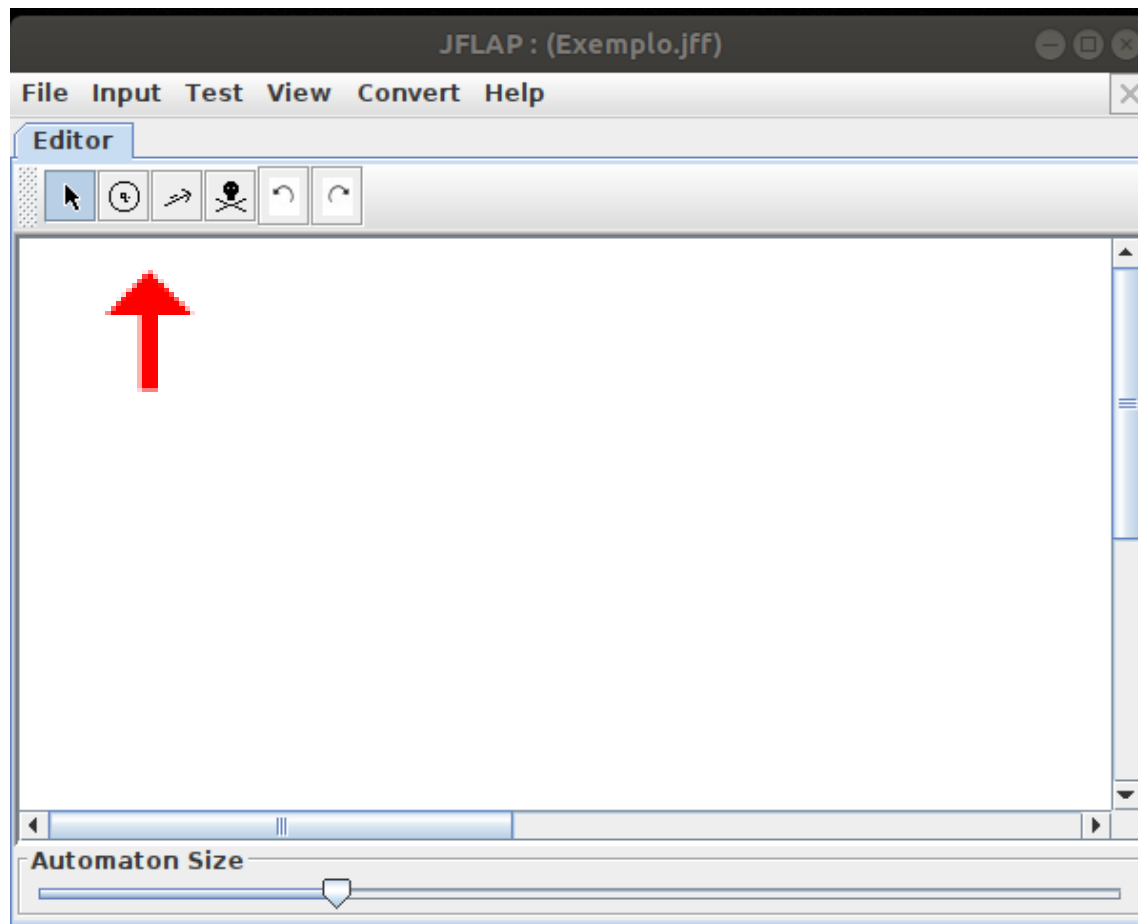 JFLAP : (Exemplo.jff)
File Input Test View Convert Help
Editor
q
Automaton Size